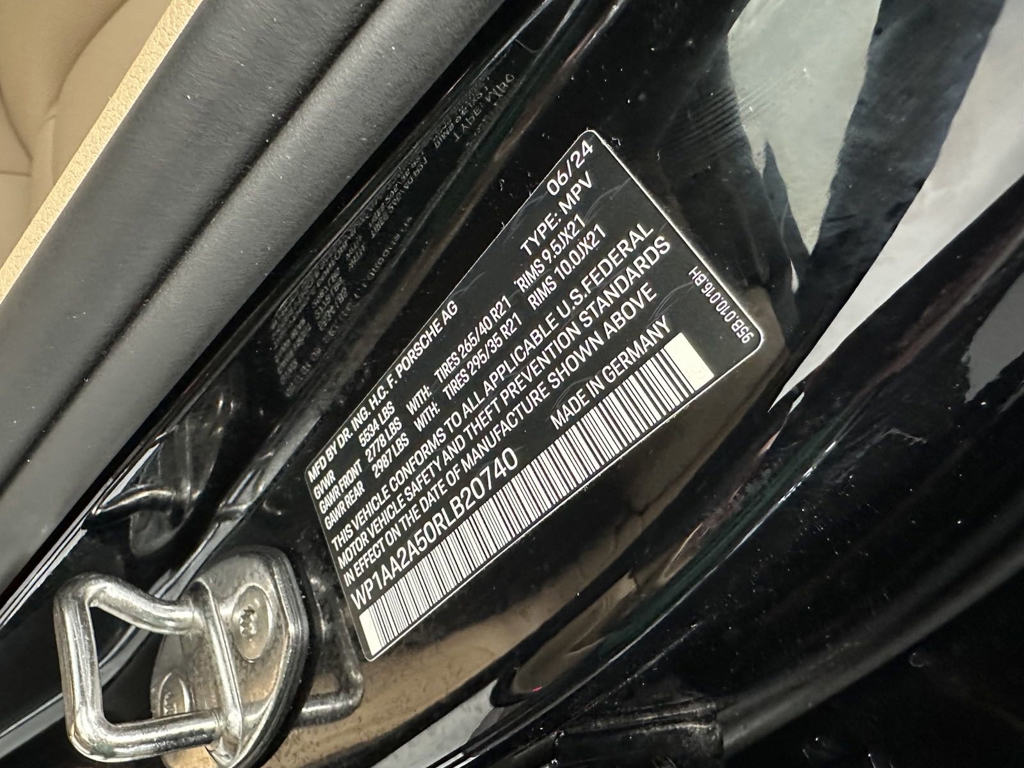 MFD BY DR.-ING. H.C. F. PORSCHE AG 06/24
GVWR 5534 LBS TYPE: MPV
GAWR FRONT 2778 LBS WITH: TIRES 265/40 R21 RIMS 9.5JX21
GAWR REAR 2987 LBS WITH: TIRES 295/35 R21 RIMS 10.0JX21
THIS VEHICLE CONFORMS TO ALL APPLICABLE U.S.FEDERAL
MOTOR VEHICLE SAFETY AND THEFT PREVENTION STANDARDS
IN EFFECT ON THE DATE OF MANUFACTURE SHOWN ABOVE
WP1AA2A50RLB20740 MADE IN GERMANY
95B.010.016.BH